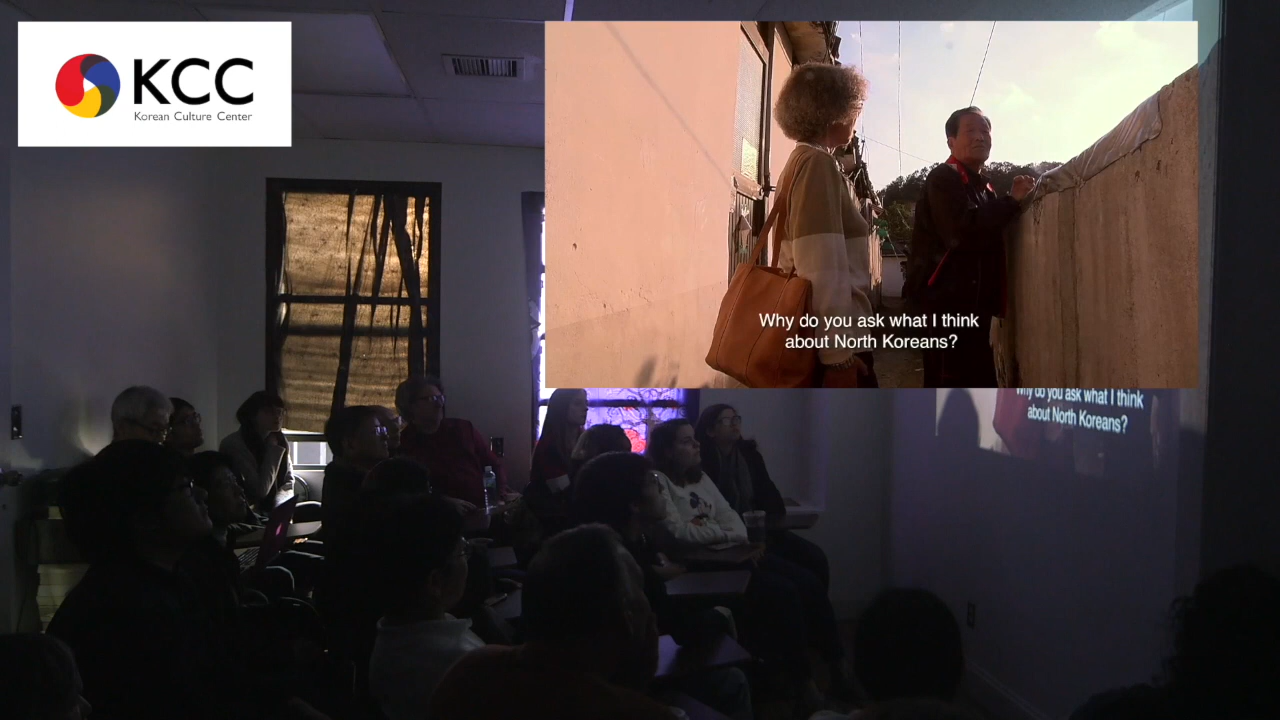 KCC
Korean Culture Center
Why do you ask what I think
about North Koreans?
Why do you ask what I think
about North Koreans?